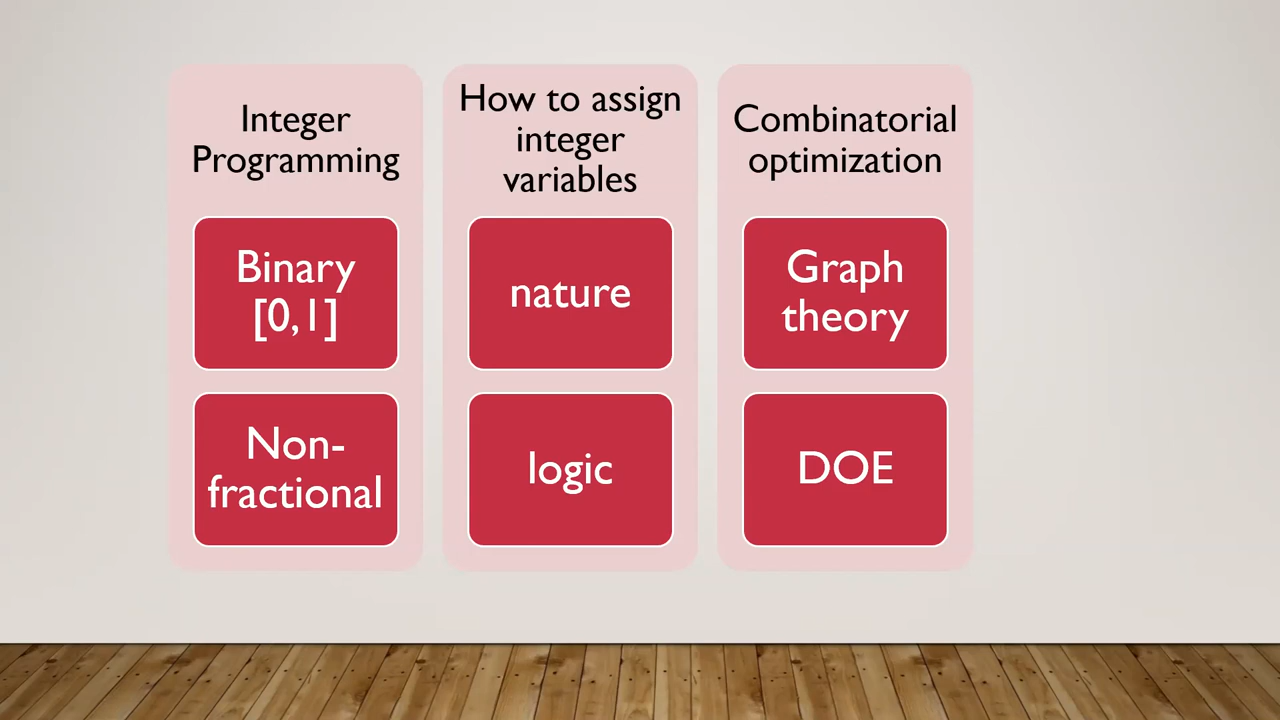 Integer
Programming
Binary
[0,1]
Non-
fractional
How to assign
integer
variables
nature
logic
Combinatorial
optimization
Graph
theory
DOE